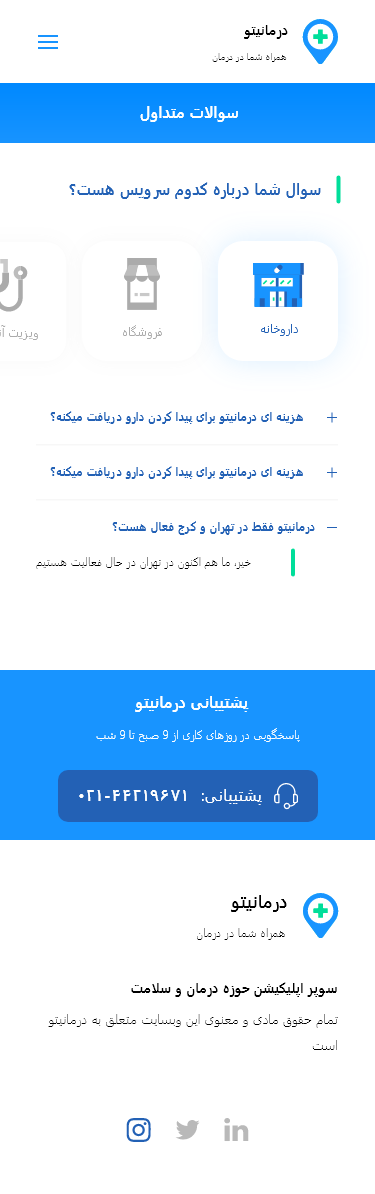 درمانیتو
همراه شما در درمان
سوالات متداول
سوال شما درباره کدوم سرویس هست؟
داروخانه
فروشگاه
ویزیت
هزینه ای درمانیتو برای پیدا کردن دارو دریافت میکنه؟
هزینه ای درمانیتو برای پیدا کردن دارو دریافت میکنه؟
درمانیتو فقط در تهران و کرج فعال هست؟
خیر، ما هم اکنون در تهران در حال فعالیت هستیم
پشتیبانی درمانیتو
پاسخگویی در روزهای کاری از 9 صبح تا 9 شب
پشتیبانی: ۰۲۱-۴۴۲۱۹۶۷۱
درمانیتو
همراه شما در درمان
سوپر اپلیکیشن حوزه درمان و سلامت
تمام حقوق مادی و معنوی این وبسایت متعلق به درمانیتو
است